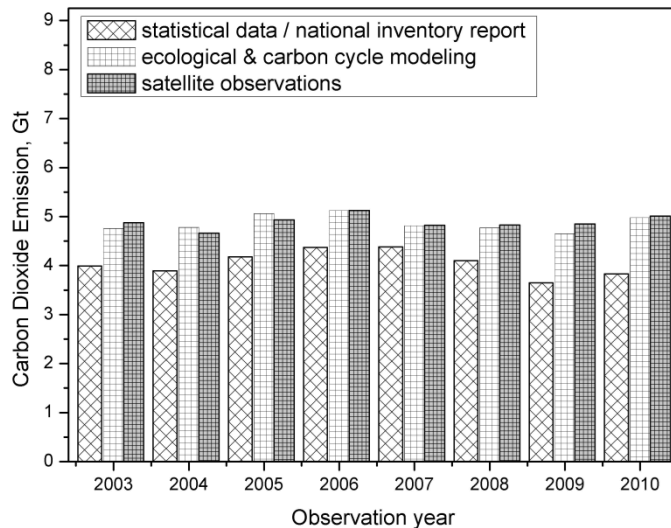 statistical data / national inventory report
ecological & carbon cycle modeling
satellite observations
Carbon Dioxide Emission, Gt
9
8
7
6
5
4
3
2
1
0
2003 2004 2005 2006 2007 2008 2009 2010
Observation year